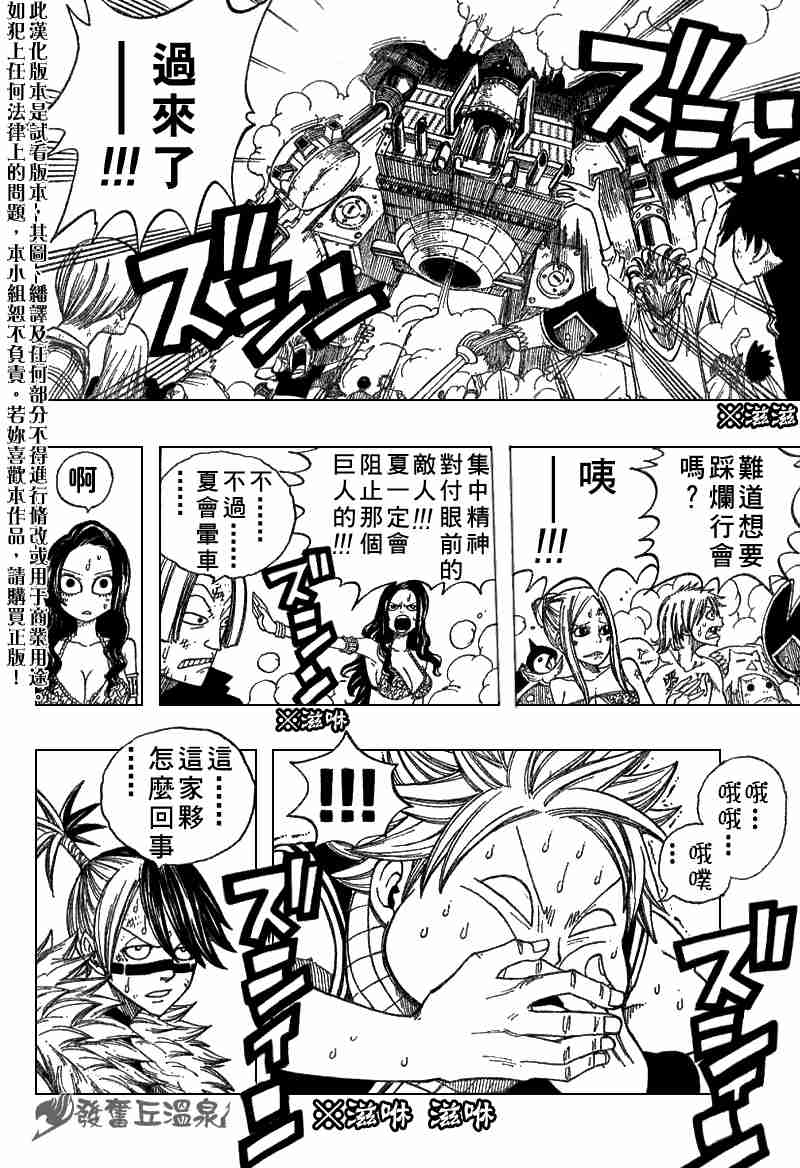 此漢化版本是試看版本~其圖、繙譯及任何部分不得進行修改或用于商業用途。
如犯上任何法律上的問題，本小組恕不負責。若妳喜歡本作品，請購買正版！
過來了
——!!!
ズシン
ズシン
※滋滋
難道想要
踩爛行會
嗎？
咦
——!!!
集中精神
對付眼前的
敵人!!!
夏一定會
阻止那個
巨人的!!!
ズシィン
※滋咻
不……
不過……
夏會暈車
……
啊
哦…
哦哦…
…哦噗
!!!
ズシィン
ズシィン
※滋咻 滋咻
這……
這家夥
怎麼回事
……
發奮丘溫泉